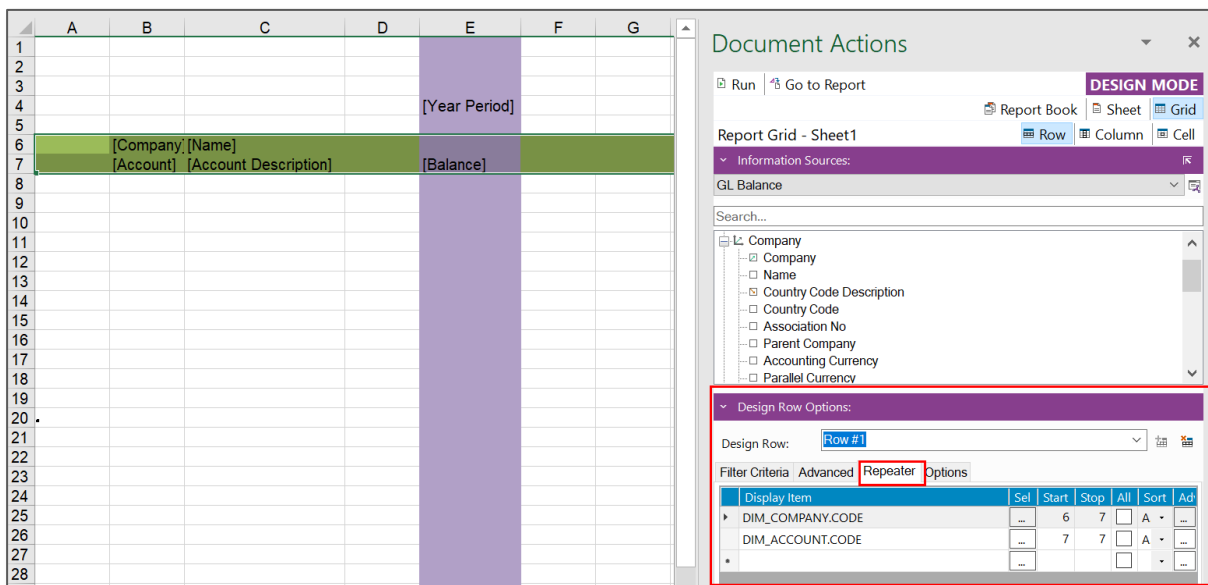 A B C D E F G
1
2
3
4 [Year Period]
5
6 [Company] [Name]
7 [Account] [Account Description] [Balance]
8
9
10
11
12
13
14
15
16
17
18
19
20
21
22
23
24
25
26
27
28
Document Actions
Run Go to Report DESIGN MODE
Report Book Sheet Grid
Report Grid - Sheet1 Row Column Cell
Information Sources:
GL Balance
Search...
Company
Company
Name
Country Code Description
Country Code
Association No
Parent Company
Accounting Currency
Parallel Currency
Design Row Options:
Design Row: Row #1
Filter Criteria Advanced Repeater Options
Display Item Sel Start Stop All Sort Adv
DIM_COMPANY.CODE ... 6 7 A ...
DIM_ACCOUNT.CODE ... 7 7 A ...
... ...